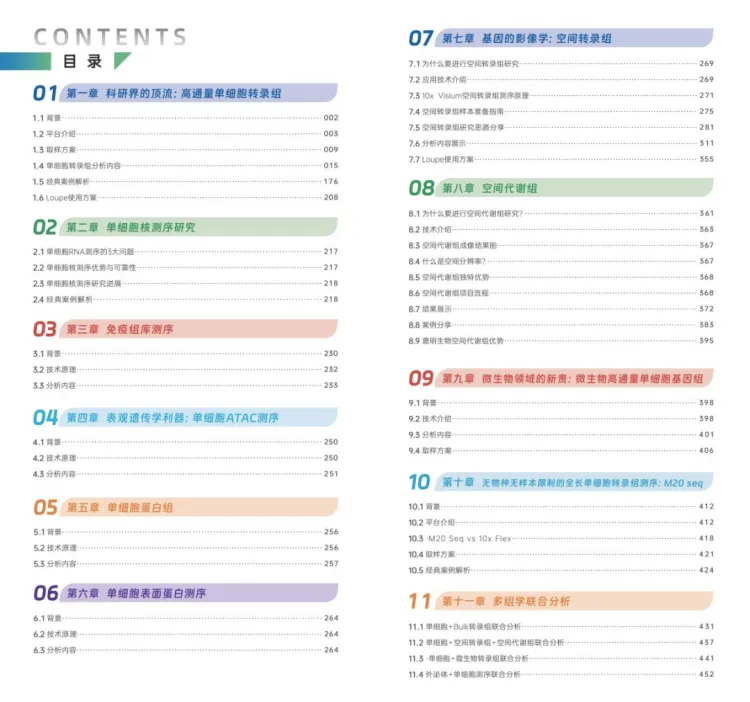 CONTENTS
目录
01 第一章 科研界的顶流：高通量单细胞转录组
1.1 背景 002
1.2 平台介绍 003
1.3 取样方案 009
1.4 单细胞转录组分析内容 015
1.5 经典案例解析 176
1.6 Loupe使用方案 208
02 第二章 单细胞核测序研究
2.1 单细胞RNA测序的3大问题 217
2.2 单细胞核测序优势与可靠性 217
2.3 单细胞核测序研究进展 218
2.4 经典案例解析 218
03 第三章 免疫组库测序
3.1 背景 230
3.2 技术原理 232
3.3 分析内容 233
04 第四章 表观遗传学利器：单细胞ATAC测序
4.1 背景 250
4.2 技术原理 250
4.3 分析内容 251
05 第五章 单细胞蛋白组
5.1 背景 256
5.2 技术原理 256
5.3 分析内容 257
06 第六章 单细胞表面蛋白测序
6.1 背景 264
6.2 技术原理 264
6.3 分析内容 264
07 第七章 基因的影像学：空间转录组
7.1 为什么要进行空间转录组研究 269
7.2 应用技术介绍 269
7.3 10x Visium空间转录组测序原理 271
7.4 空间转录组样本准备指南 275
7.5 空间转录组研究思路分享 281
7.6 分析内容展示 311
7.7 Loupe使用方案 355
08 第八章 空间代谢组
8.1 为什么要进行空间代谢组研究? 361
8.2 技术介绍 363
8.3 空间代谢组成像结果图 367
8.4 什么是空间分辨率? 367
8.5 空间代谢组独特优势 368
8.6 空间代谢组项目流程 368
8.7 结果展示 372
8.8 案例分享 383
8.9 鹿明生物空间代谢组优势 395
09 第九章 微生物领域的新贵：微生物高通量单细胞基因组
9.1 背景 398
9.2 技术介绍 398
9.3 分析内容 401
9.4 取样方案 406
10 第十章 无物种无样本限制的全长单细胞转录组测序：M20 seq
10.1 背景 412
10.2 平台介绍 412
10.3 ·M20 Seq vs 10x Flex 418
10.4 取样方案 421
10.5 经典案例解析 424
11 第十一章 多组学联合分析
11.1 单细胞+Bulk转录组联合分析 431
11.2 单细胞+空间转录组+空间代谢组联合分析 437
11.3 ·单细胞+微生物转录组联合分析 441
11.4 外泌体+单细胞测序联合分析 452